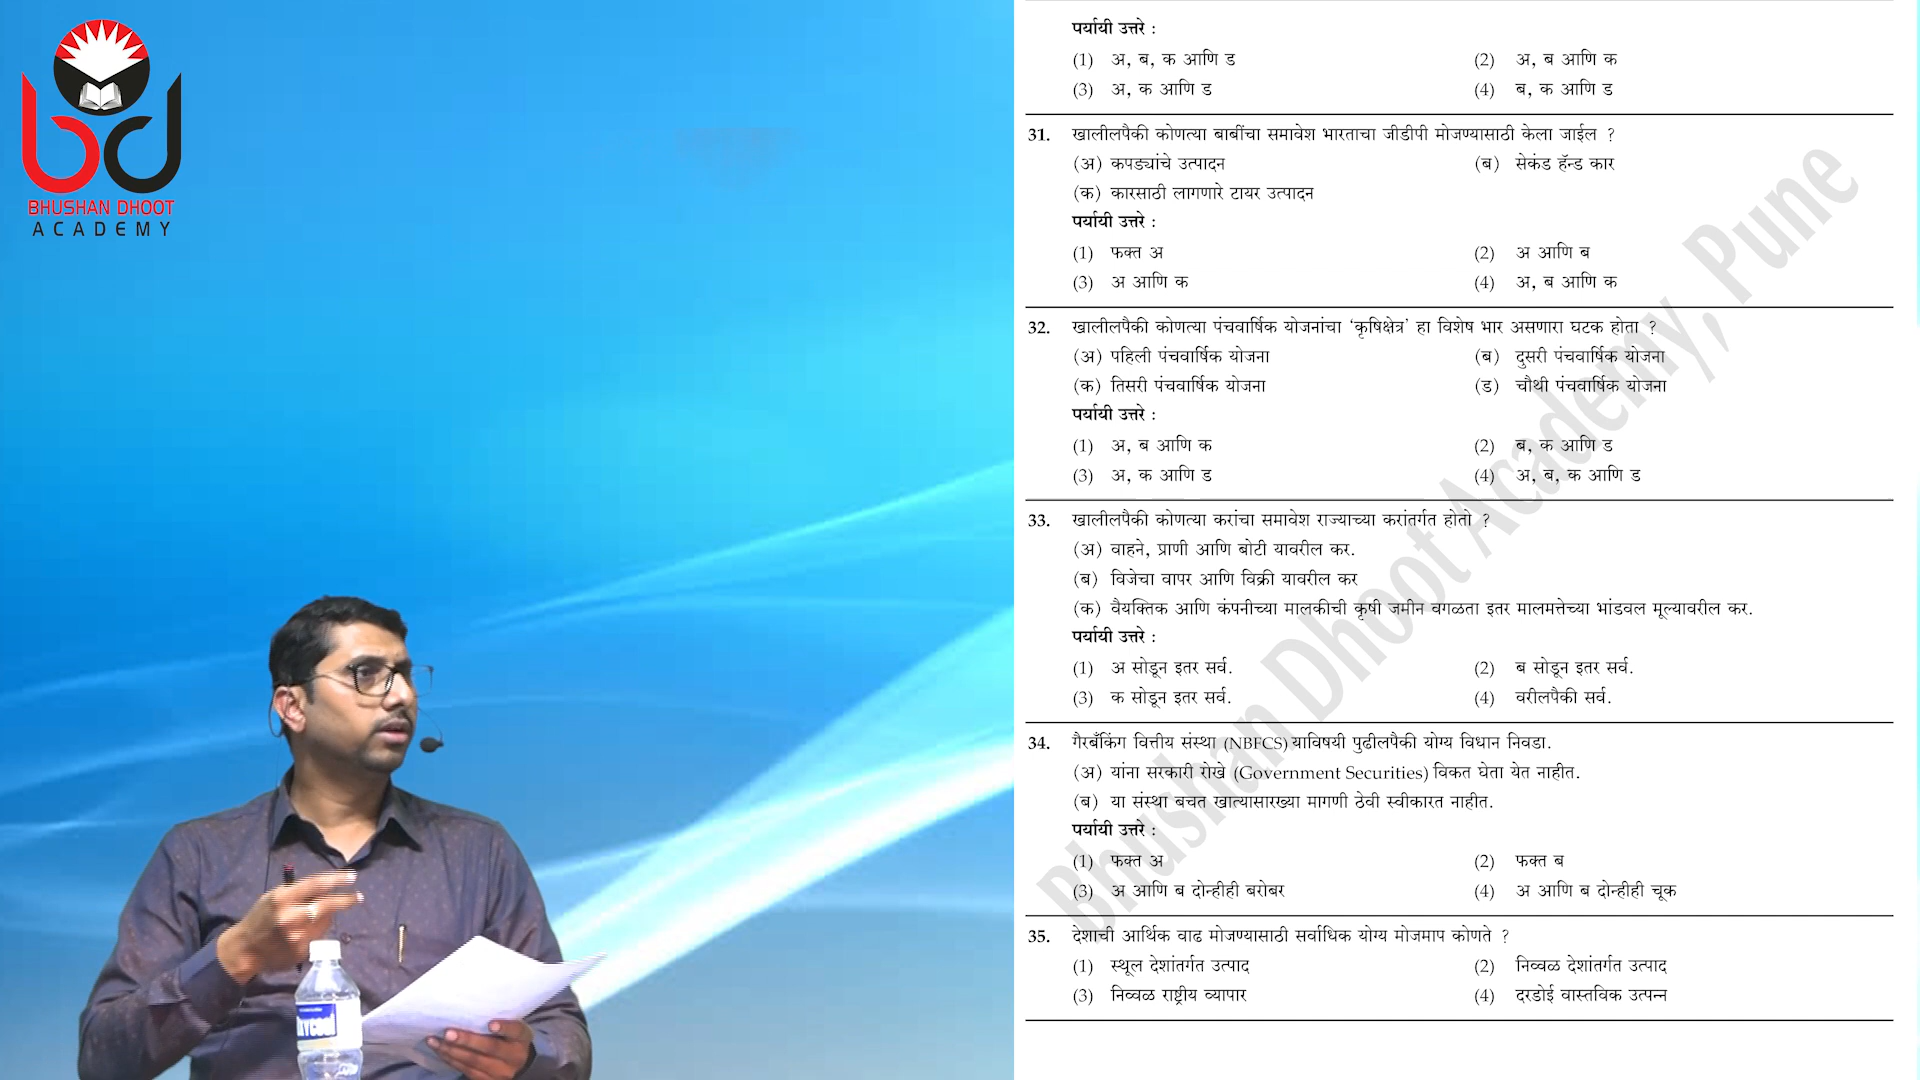 BHUSHAN DHOOT
ACADEMY
पर्यायी उत्तरे :
(1) अ, ब, क आणि ड (2) अ, ब आणि क
(3) अ, क आणि ड (4) ब, क आणि ड
31. खालीलपैकी कोणत्या बाबींचा समावेश भारताचा जीडीपी मोजण्यासाठी केला जाईल ?
(अ) कपड्यांचे उत्पादन (ब) सेकंड हॅन्ड कार
(क) कारसाठी लागणारे टायर उत्पादन
पर्यायी उत्तरे :
(1) फक्त अ (2) अ आणि ब
(3) अ आणि क (4) अ, ब आणि क
32. खालीलपैकी कोणत्या पंचवार्षिक योजनांचा ‘कृषिक्षेत्र’ हा विशेष भार असणारा घटक होता ?
(अ) पहिली पंचवार्षिक योजना (ब) दुसरी पंचवार्षिक योजना
(क) तिसरी पंचवार्षिक योजना (ड) चौथी पंचवार्षिक योजना
पर्यायी उत्तरे :
(1) अ, ब आणि क (2) ब, क आणि ड
(3) अ, क आणि ड (4) अ, ब, क आणि ड
33. खालीलपैकी कोणत्या करांचा समावेश राज्याच्या करांतर्गत होतो ?
(अ) वाहने, प्राणी आणि बोटी यावरील कर.
(ब) विजेचा वापर आणि विक्री यावरील कर
(क) वैयक्तिक आणि कंपनीच्या मालकीची कृषी जमीन वगळता इतर मालमत्तेच्या भांडवल मूल्यावरील कर.
पर्यायी उत्तरे :
(1) अ सोडून इतर सर्व. (2) ब सोडून इतर सर्व.
(3) क सोडून इतर सर्व. (4) वरीलपैकी सर्व.
34. गैरबँकिंग वित्तीय संस्था (NBFCS) याविषयी पुढीलपैकी योग्य विधान निवडा.
(अ) यांना सरकारी रोखे (Government Securities) विकत घेता येत नाहीत.
(ब) या संस्था बचत खात्यासारख्या मागणी ठेवी स्वीकारत नाहीत.
पर्यायी उत्तरे :
(1) फक्त अ (2) फक्त ब
(3) अ आणि ब दोन्हीही बरोबर (4) अ आणि ब दोन्हीही चूक
35. देशाची आर्थिक वाढ मोजण्यासाठी सर्वाधिक योग्य मोजमाप कोणते ?
(1) स्थूल देशांतर्गत उत्पाद (2) निव्वळ देशांतर्गत उत्पाद
(3) निव्वळ राष्ट्रीय व्यापार (4) दरडोई वास्तविक उत्पन्न
Bhushan Dhoot Academy, Pune